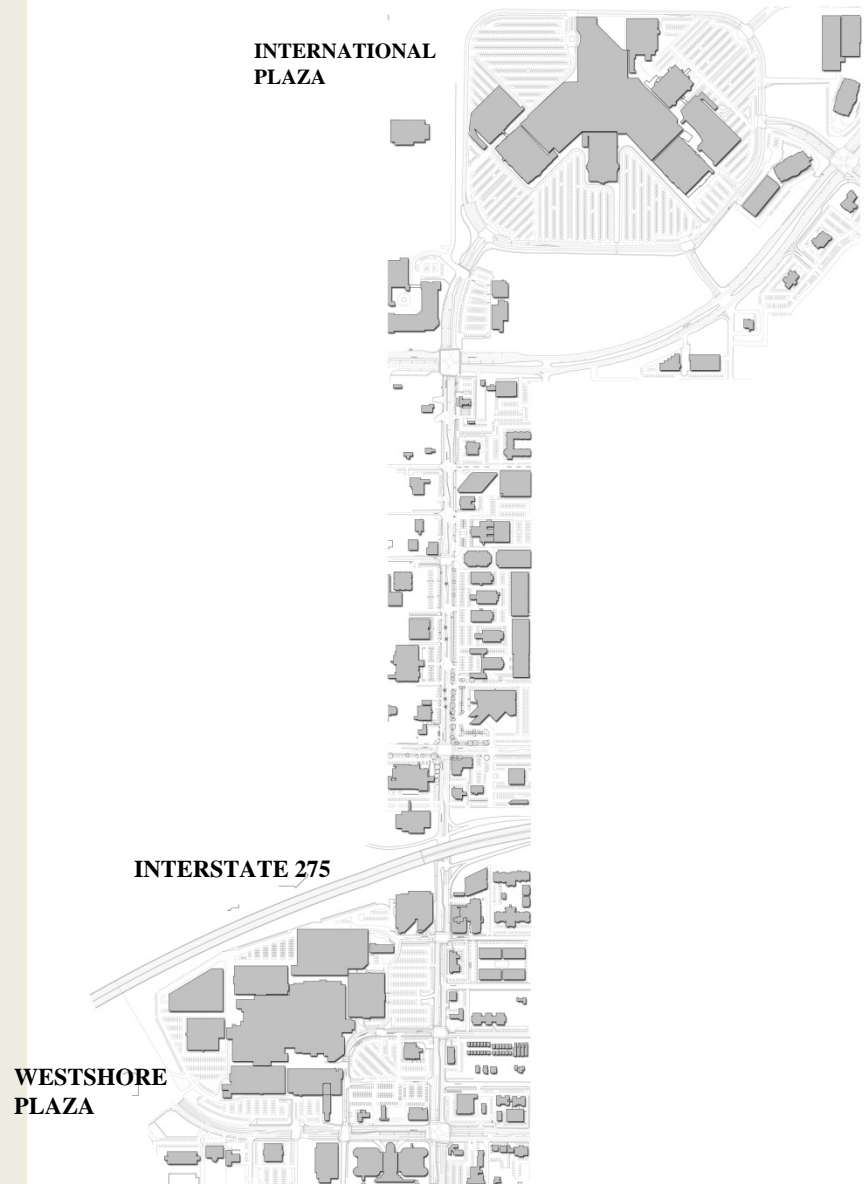 INTERNATIONAL
PLAZA
INTERSTATE 275
WESTSHORE
PLAZA